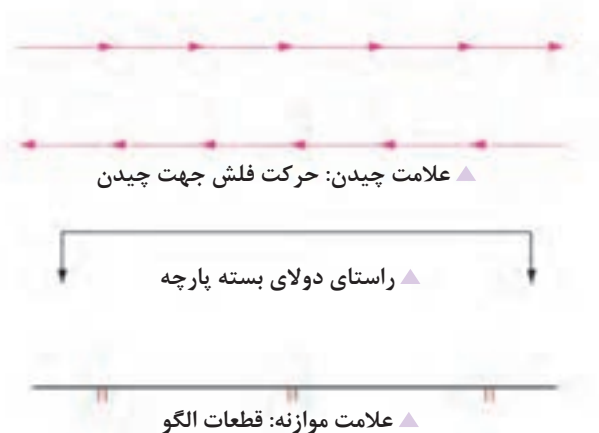 علامت چیدن: حرکت فلش جهت چیدن
راستای دولای بسته پارچه
علامت موازنه: قطعات الگو